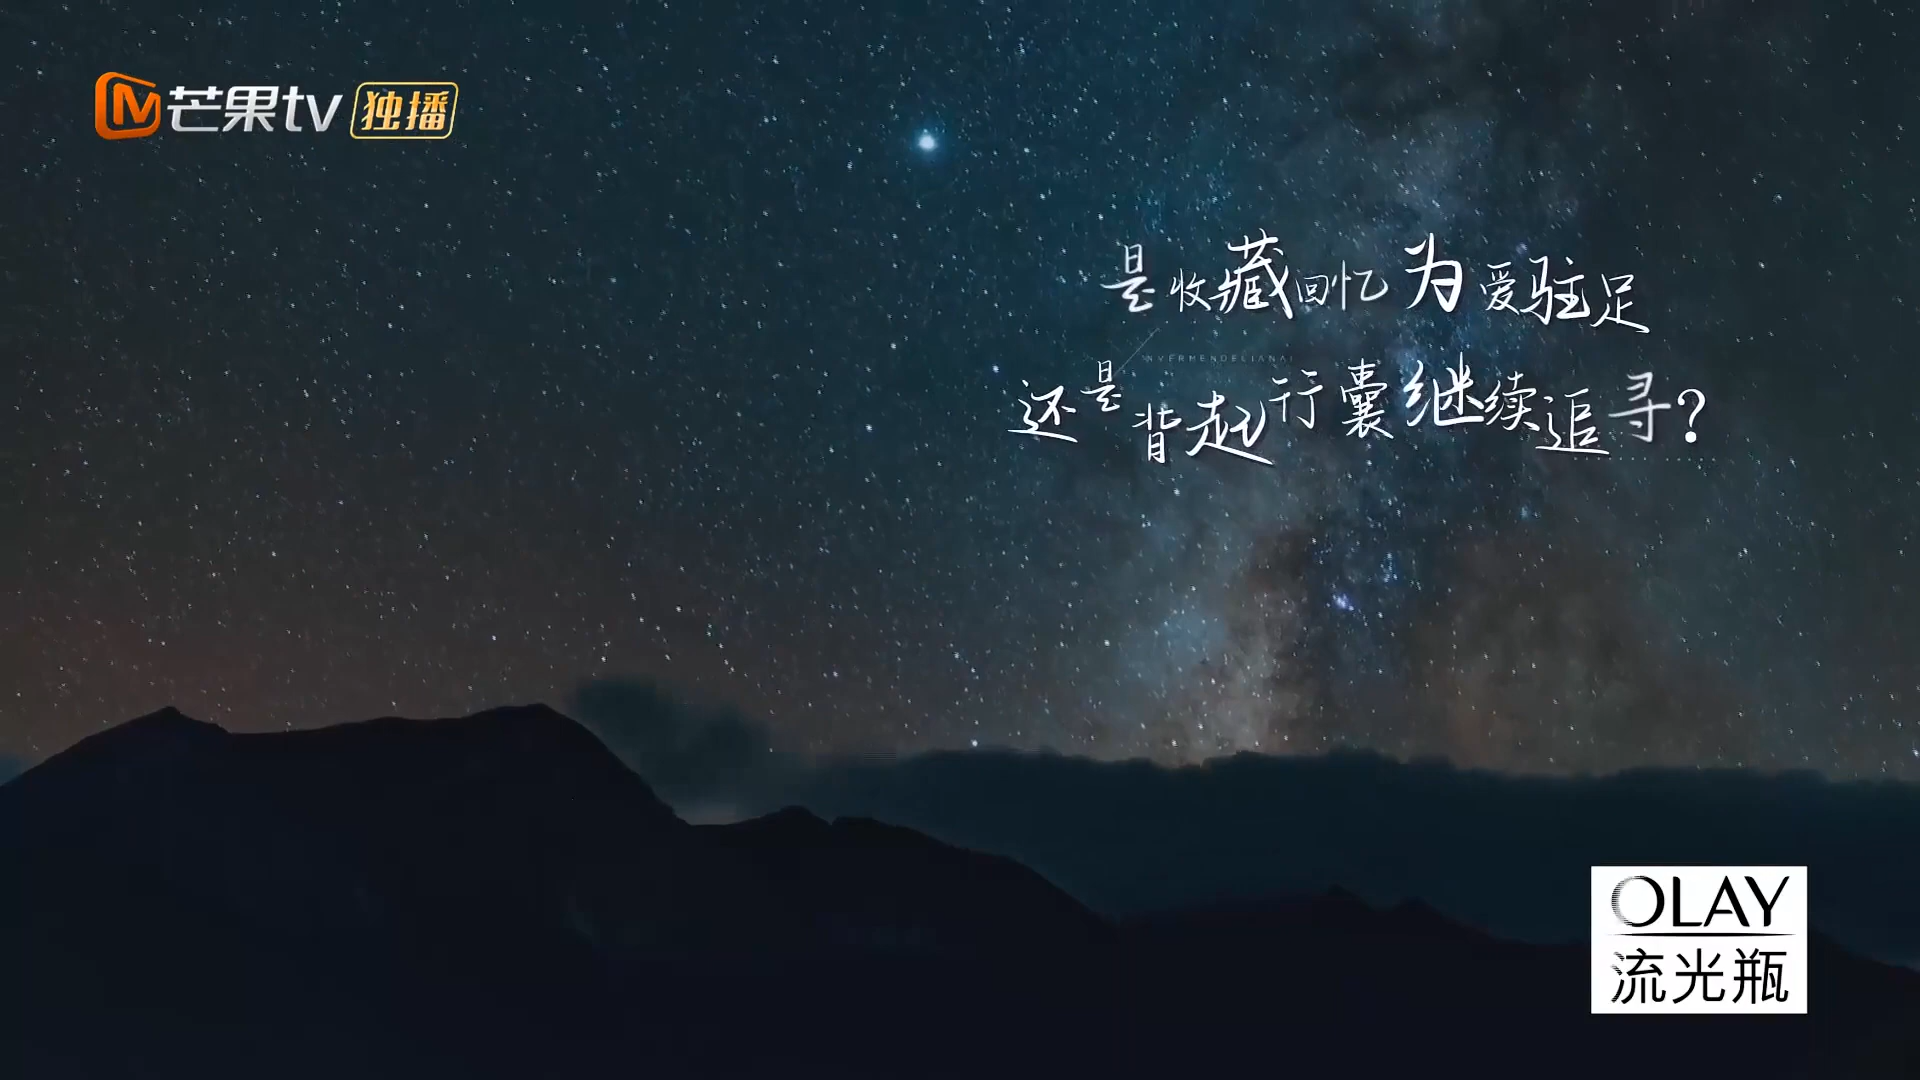 芒果tv 独播
是收藏回忆为爱驻足
NVERMENDELIANAI
还是背起行囊继续追寻?
OLAY
流光瓶